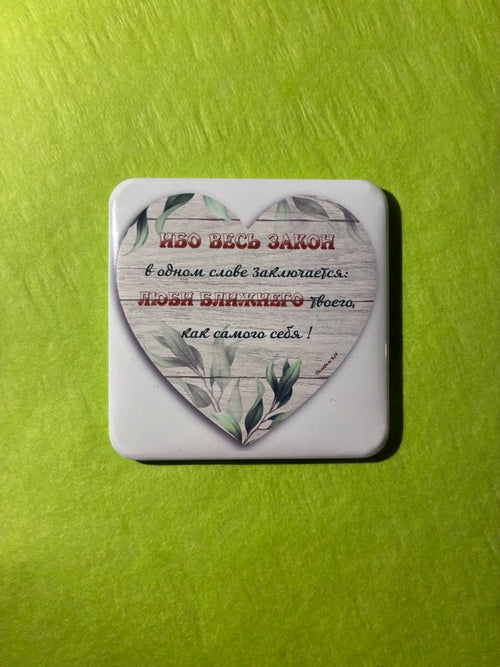 ИБО ВЕСЬ ЗАКОН
в одном слове заключается:
ЛЮБИ БЛИЖНЕГО твоего,
как самого себя !